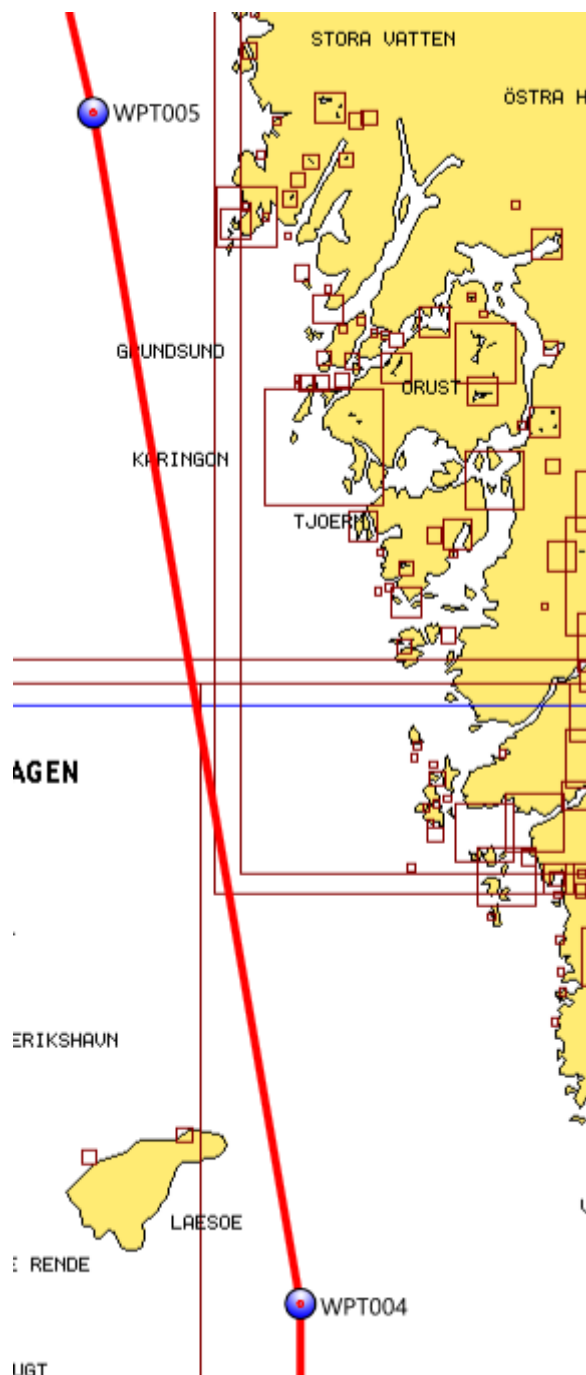 STORA VATTEN
ÖSTRA H
WPT005
GRUNDSUND
ORUST
KARINGON
TJOERN
AGEN
ERIKSHAVN
LAESOE
E RENDE
WPT004
UGT